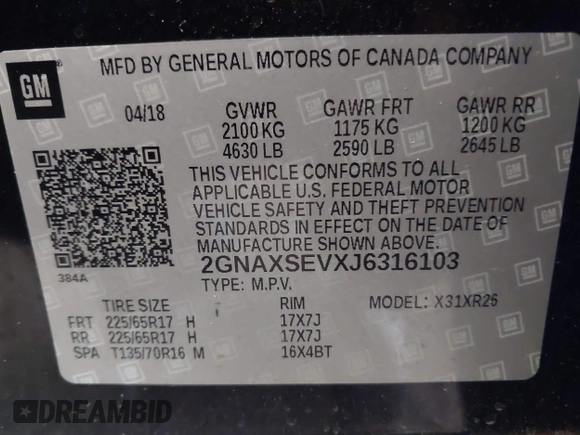 MFD BY GENERAL MOTORS OF CANADA COMPANY
GM
04/18 GVWR GAWR FRT GAWR RR
2100 KG 1175 KG 1200 KG
4630 LB 2590 LB 2645 LB
THIS VEHICLE CONFORMS TO ALL
APPLICABLE U.S. FEDERAL MOTOR
VEHICLE SAFETY AND THEFT PREVENTION
STANDARDS IN EFFECT ON THE DATE OF
MANUFACTURE SHOWN ABOVE.
384A
2GNAXSEVXJ6316103
TYPE: M.P.V. MODEL: X31XR26
TIRE SIZE RIM
FRT 225/65R17 H 17X7J
RR 225/65R17 H 17X7J
SPA T135/70R16 M 16X4BT
DREAMBID